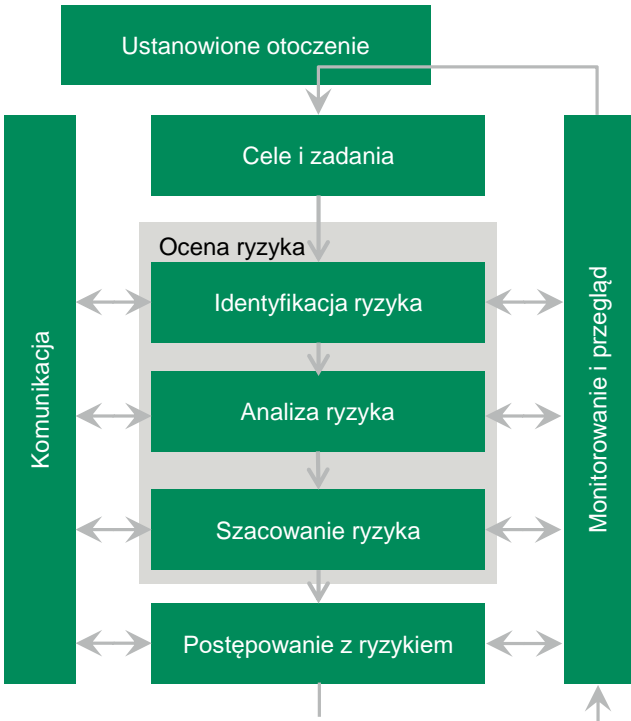 Ustanowione otoczenie
Cele i zadania
Ocena ryzyka
Identyfikacja ryzyka
Analiza ryzyka
Szacowanie ryzyka
Postępowanie z ryzykiem
Komunikacja
Monitorowanie i przegląd